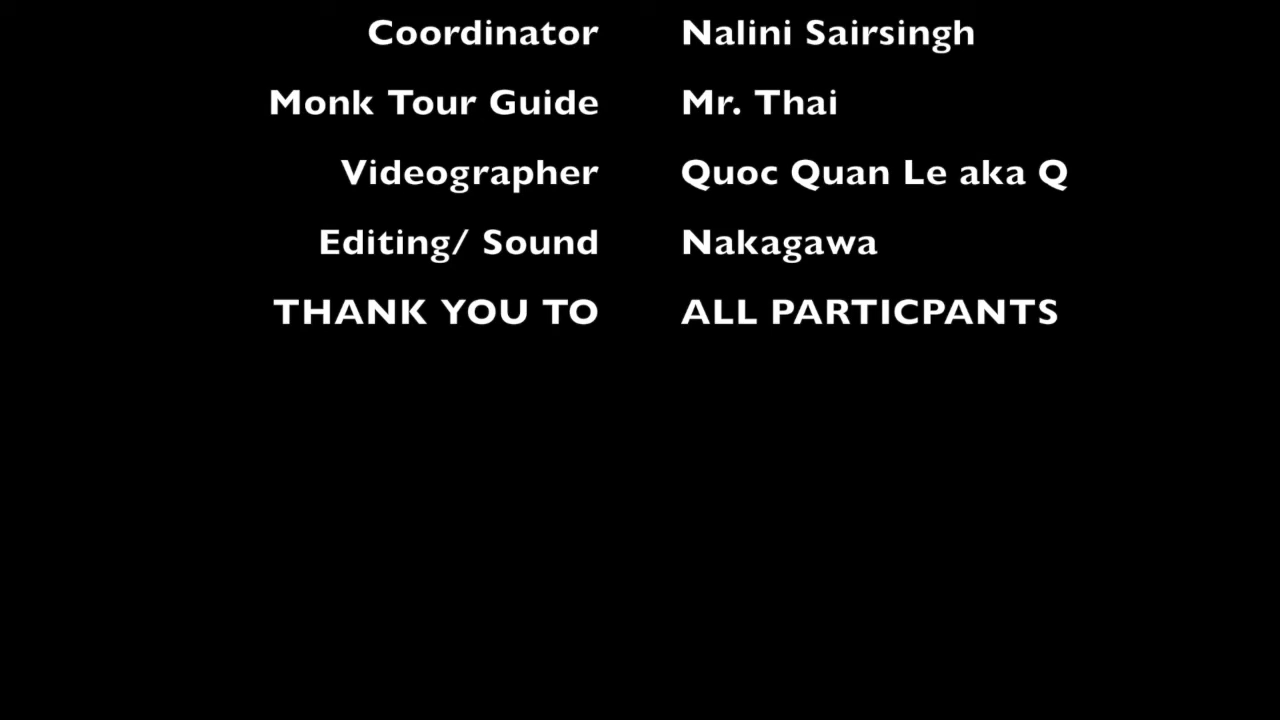 Coordinator Nalini Sairsingh
Monk Tour Guide Mr. Thai
Videographer Quoc Quan Le aka Q
Editing/ Sound Nakagawa
THANK YOU TO ALL PARTICPANTS